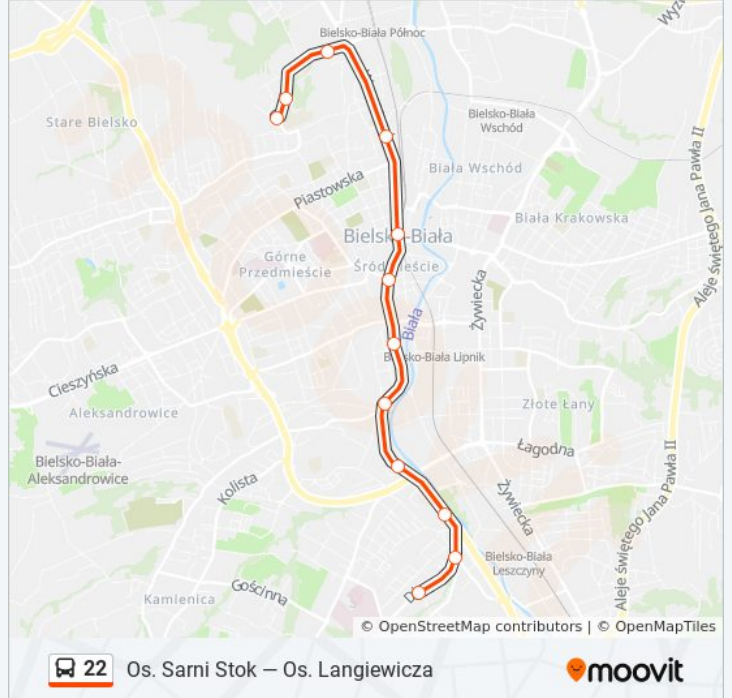 Wyzw
Bielsko-Biała Północ
Stare Bielsko
Bielsko-Biała
Wschód
Biała Wschód
Piastowska
Aleje świętego Jana Pawła II
Biała Krakowska
Bielsko-Biała
Górne
Przedmieście
Śródmieście
Żywiecka
Biała
Bielsko-Biała Lipnik
Cieszyńska
Aleksandrowice
Złote Łany
Łagodna
Bielsko-Biała-
Aleksandrowice
Kolista
Żywiecka
Aleje świętego Jana Pawła II
Bielsko-Biała
Leszczyny
Gościnna
Kamienica
S
D
© OpenStreetMap contributors | © OpenMapTiles
22 Os. Sarni Stok — Os. Langiewicza
moovit